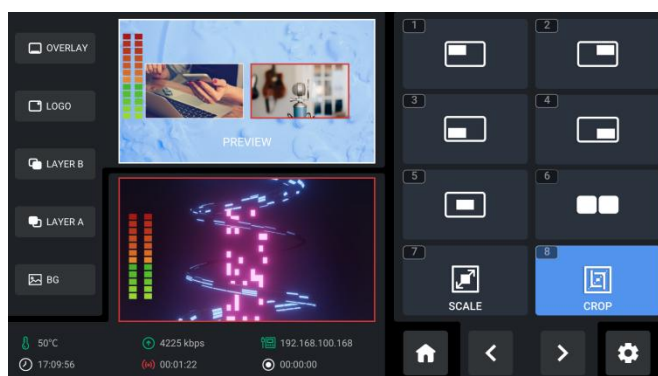 OVERLAY
LOGO
LAYER B
LAYER A
BG
PREVIEW
50°C
4225 kbps
192.168.100.168
17:09:56
00:01:22
00:00:00
1
2
3
4
5
6
7
SCALE
8
CROP